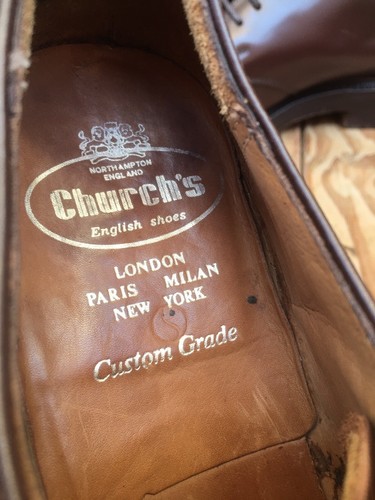 NORTHAMPTON
ENGLAND
Church's
English shoes
LONDON
PARIS MILAN
NEW YORK
Custom Grade